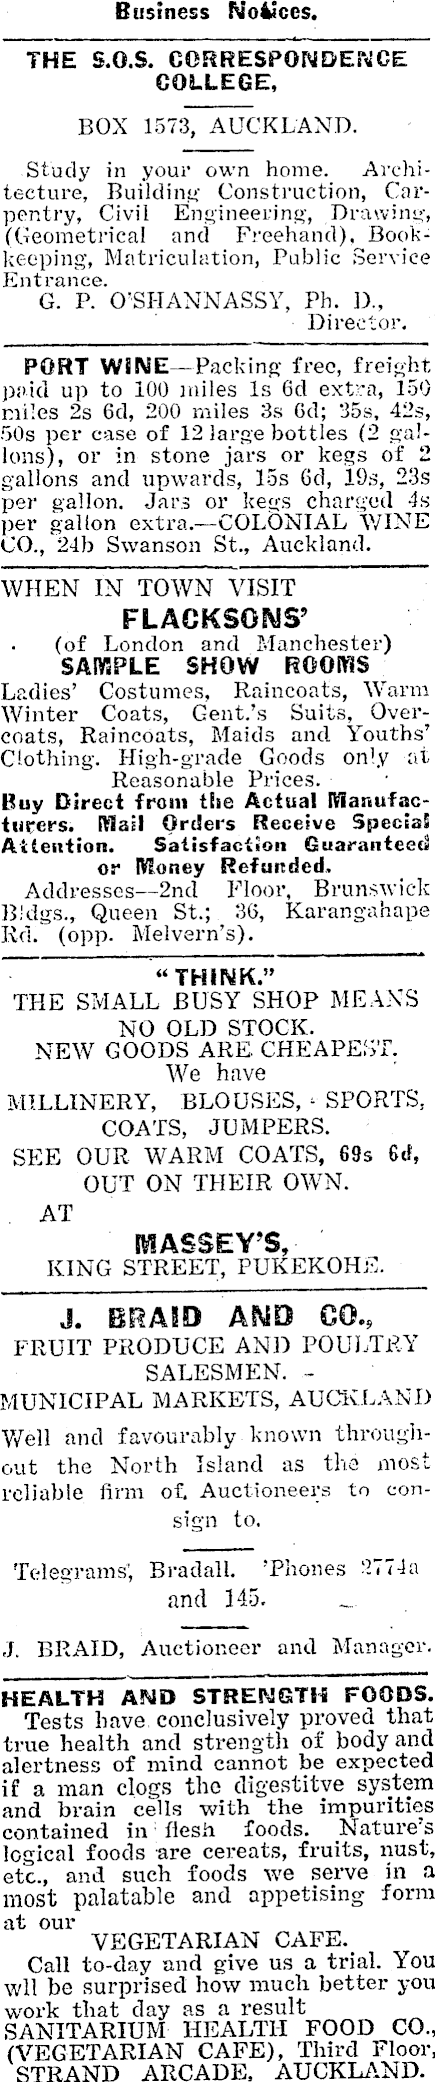 Business Notices.
THE S.O.S. CORRESPONDENCE
COLLEGE,
BOX 1573, AUCKLAND.
Study in your own home. Archi-
tecture, Building Construction, Car-
pentry, Civil Engineering, Drawing,
(Geometrical and Freehand), Book-
keeping, Matriculation, Public Service
Entrance.
G. P. O'SHANNASSY, Ph. D.,
Director.
PORT WINE—Packing free, freight
paid up to 100 miles 1s 6d extra, 150
miles 2s 6d, 200 miles 3s 6d; 35s, 42s,
50s per case of 12 large bottles (2 gal-
lons), or in stone jars or kegs of 2
gallons and upwards, 15s 6d, 19s, 23s
per gallon. Jars or kegs charged 4s
per gallon extra.—COLONIAL WINE
CO., 24b Swanson St., Auckland.
WHEN IN TOWN VISIT
FLACKSONS'
(of London and Manchester)
SAMPLE SHOW ROOMS
Ladies' Costumes, Raincoats, Warm
Winter Coats, Gent.'s Suits, Over-
coats, Raincoats, Maids and Youths'
Clothing. High-grade Goods only at
Reasonable Prices.
Buy Direct from the Actual Manufac-
turers. Mail Orders Receive Special
Attention. Satisfaction Guaranteed
or Money Refunded.
Addresses—2nd Floor, Brunswick
Bldgs., Queen St.; 36, Karangahape
Rd. (opp. Melvern's).
"THINK."
THE SMALL BUSY SHOP MEANS
NO OLD STOCK.
NEW GOODS ARE CHEAPEST.
We have
MILLINERY, BLOUSES, SPORTS,
COATS, JUMPERS.
SEE OUR WARM COATS, 69s 6d,
OUT ON THEIR OWN.
AT
MASSEY'S,
KING STREET, PUKEKOHE.
J. BRAID AND CO.,
FRUIT PRODUCE AND POULTRY
SALESMEN.
MUNICIPAL MARKETS, AUCKLAND
Well and favourably known through-
out the North Island as the most
reliable firm of Auctioneers to con-
sign to.
Telegrams, Bradall. 'Phones 2774a
and 145.
J. BRAID, Auctioneer and Manager.
HEALTH AND STRENGTH FOODS.
Tests have conclusively proved that
true health and strength of body and
alertness of mind cannot be expected
if a man clogs the digestitve system
and brain cells with the impurities
contained in flesh foods. Nature's
logical foods are cereats, fruits, nust,
etc., and such foods we serve in a
most palatable and appetising form
at our
VEGETARIAN CAFE.
Call to-day and give us a trial. You
wll be surprised how much better you
work that day as a result
SANITARIUM HEALTH FOOD CO.,
(VEGETARIAN CAFE), Third Floor,
STRAND ARCADE, AUCKLAND.